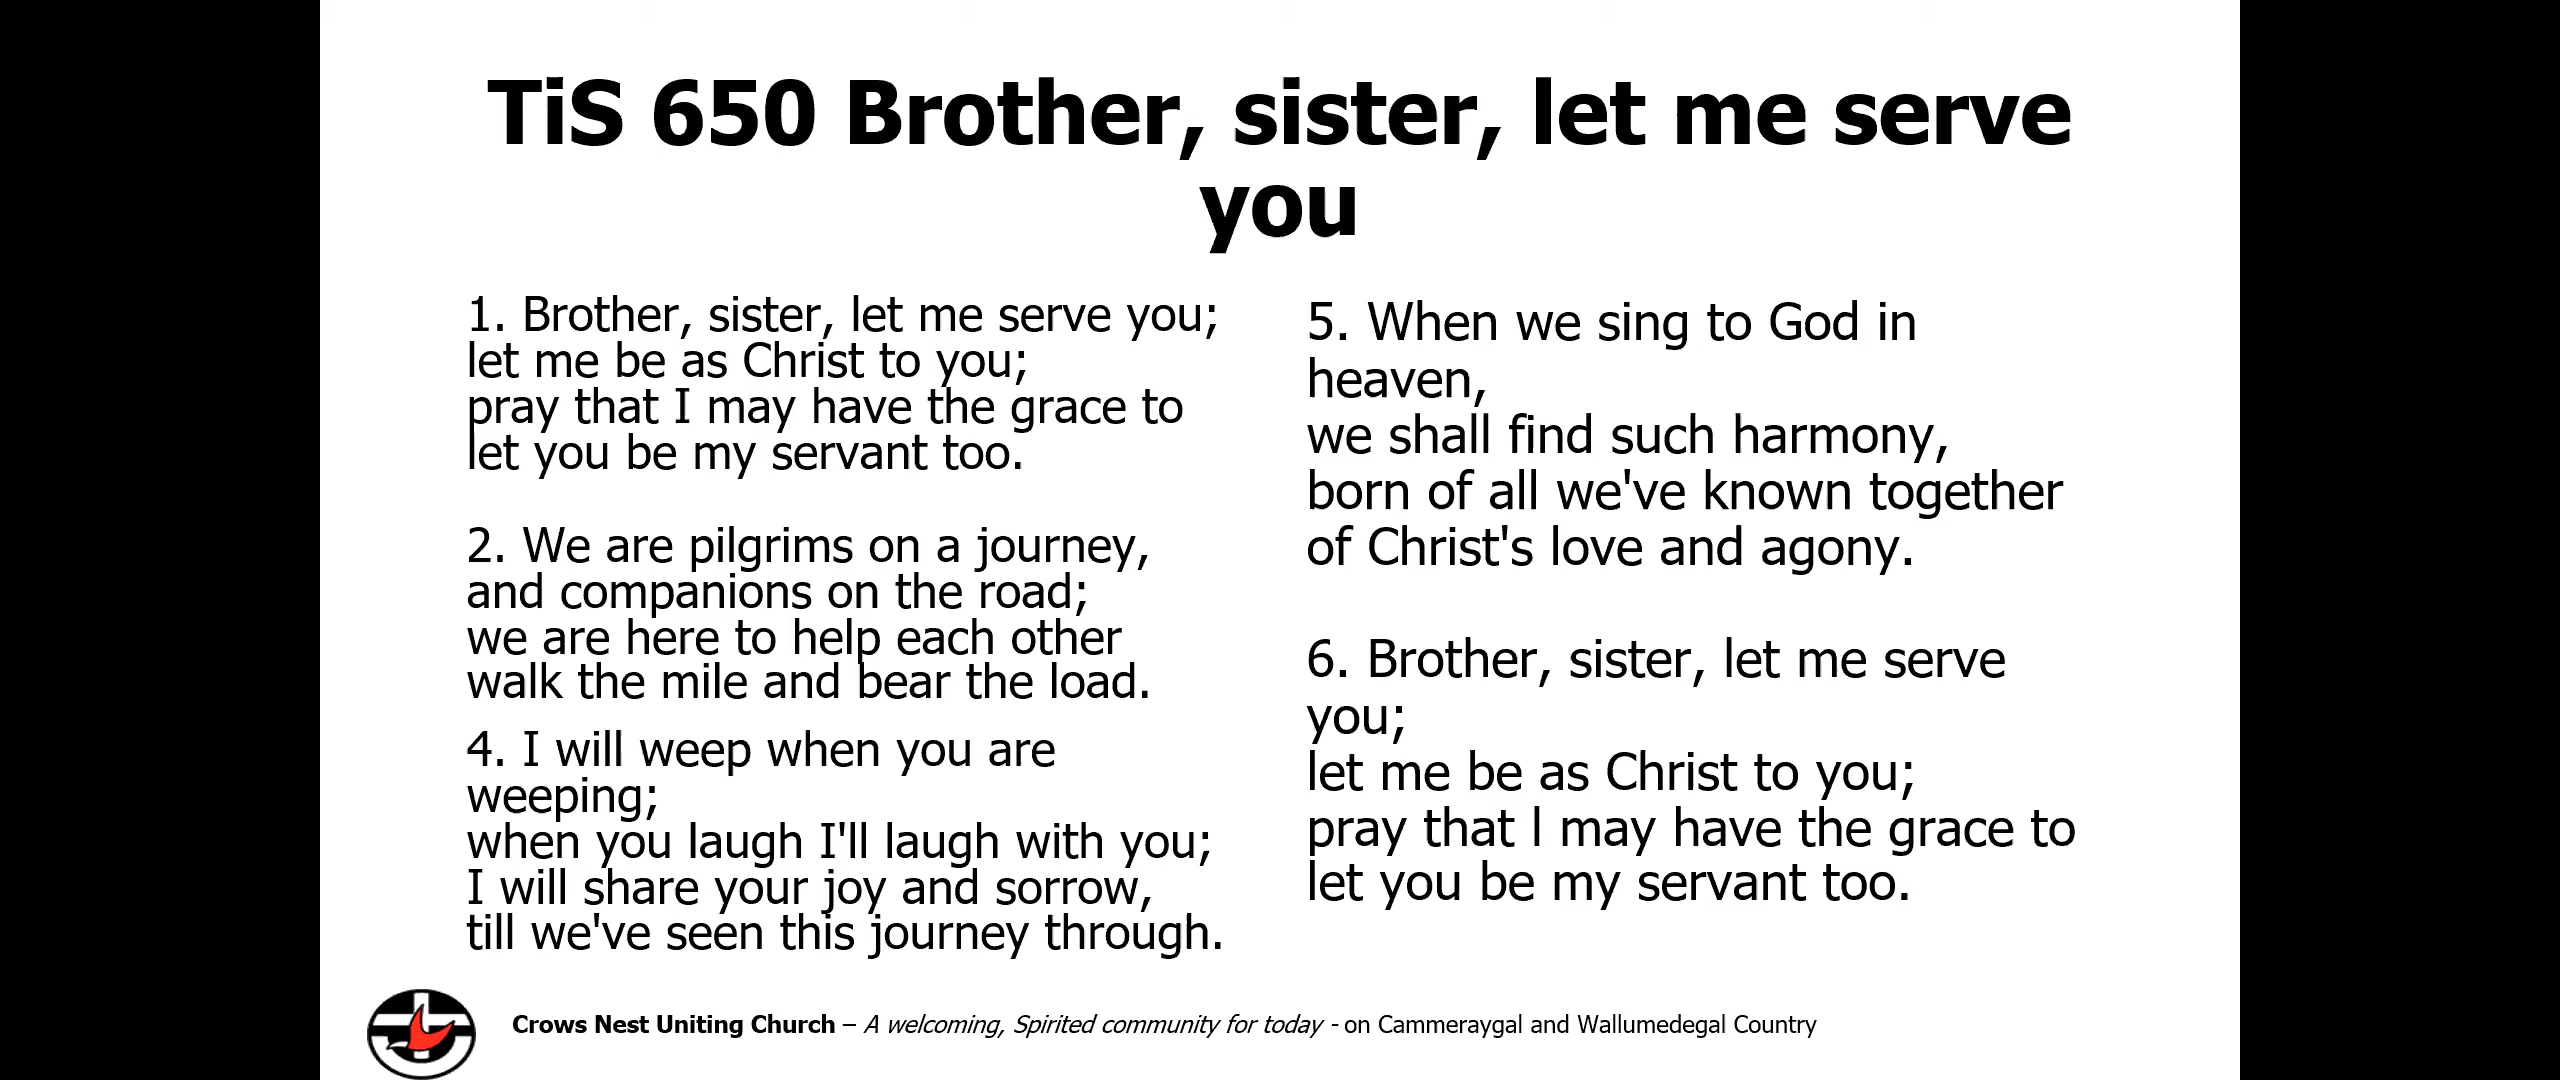 TiS 650 Brother, sister, let me serve
you
1. Brother, sister, let me serve you;
let me be as Christ to you;
pray that I may have the grace to
let you be my servant too.
2. We are pilgrims on a journey,
and companions on the road;
we are here to help each other
walk the mile and bear the load.
4. I will weep when you are
weeping;
when you laugh I'll laugh with you;
I will share your joy and sorrow,
till we've seen this journey through.
5. When we sing to God in
heaven,
we shall find such harmony,
born of all we've known together
of Christ's love and agony.
6. Brother, sister, let me serve
you;
let me be as Christ to you;
pray that l may have the grace to
let you be my servant too.
Crows Nest Uniting Church – A welcoming, Spirited community for today - on Cammeraygal and Wallumedegal Country